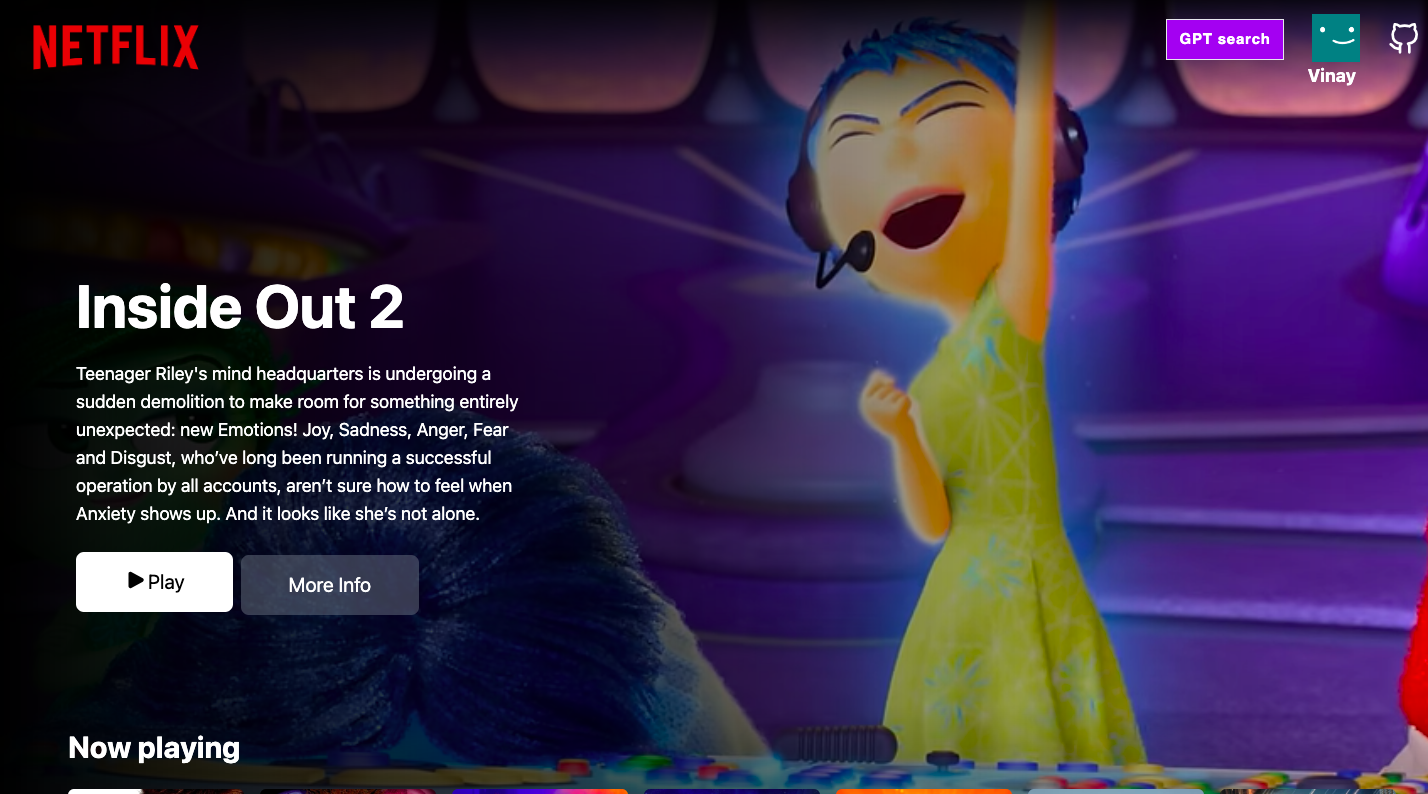 NETFLIX
GPT search
Vinay
Inside Out 2
Teenager Riley's mind headquarters is undergoing a
sudden demolition to make room for something entirely
unexpected: new Emotions! Joy, Sadness, Anger, Fear
and Disgust, who’ve long been running a successful
operation by all accounts, aren’t sure how to feel when
Anxiety shows up. And it looks like she’s not alone.
Play
More Info
Now playing